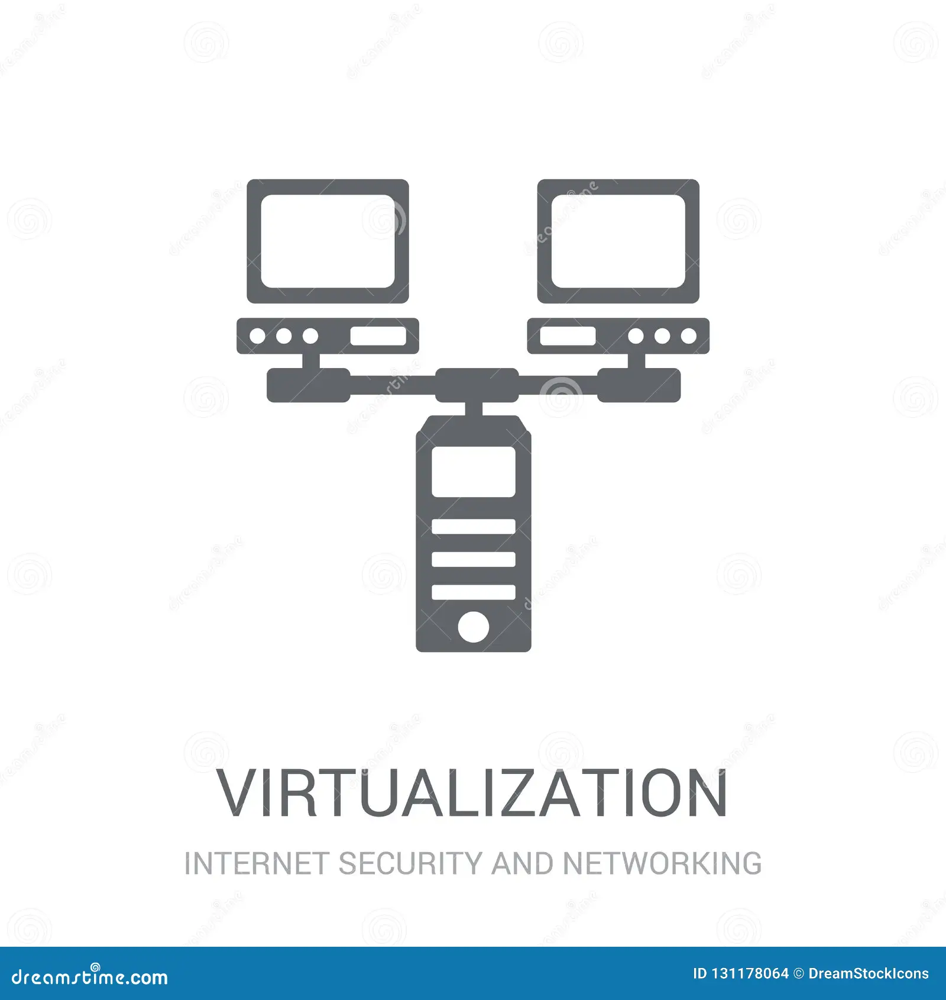 VIRTUALIZATION
INTERNET SECURITY AND NETWORKING
dreamstime.com
ID 131178064 © DreamStockIcons